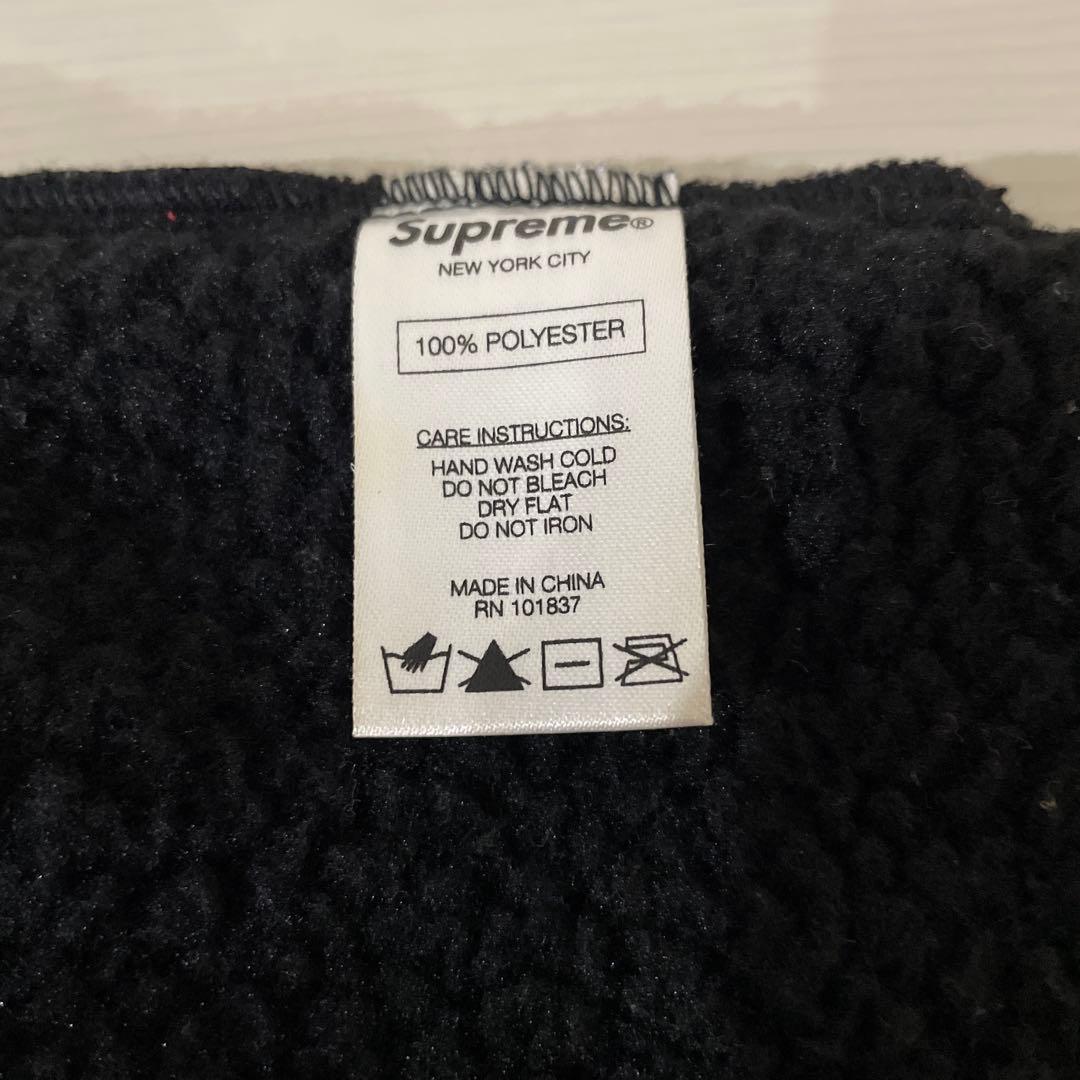 Supreme®
NEW YORK CITY
100% POLYESTER
CARE INSTRUCTIONS:
HAND WASH COLD
DO NOT BLEACH
DRY FLAT
DO NOT IRON
MADE IN CHINA
RN 101837